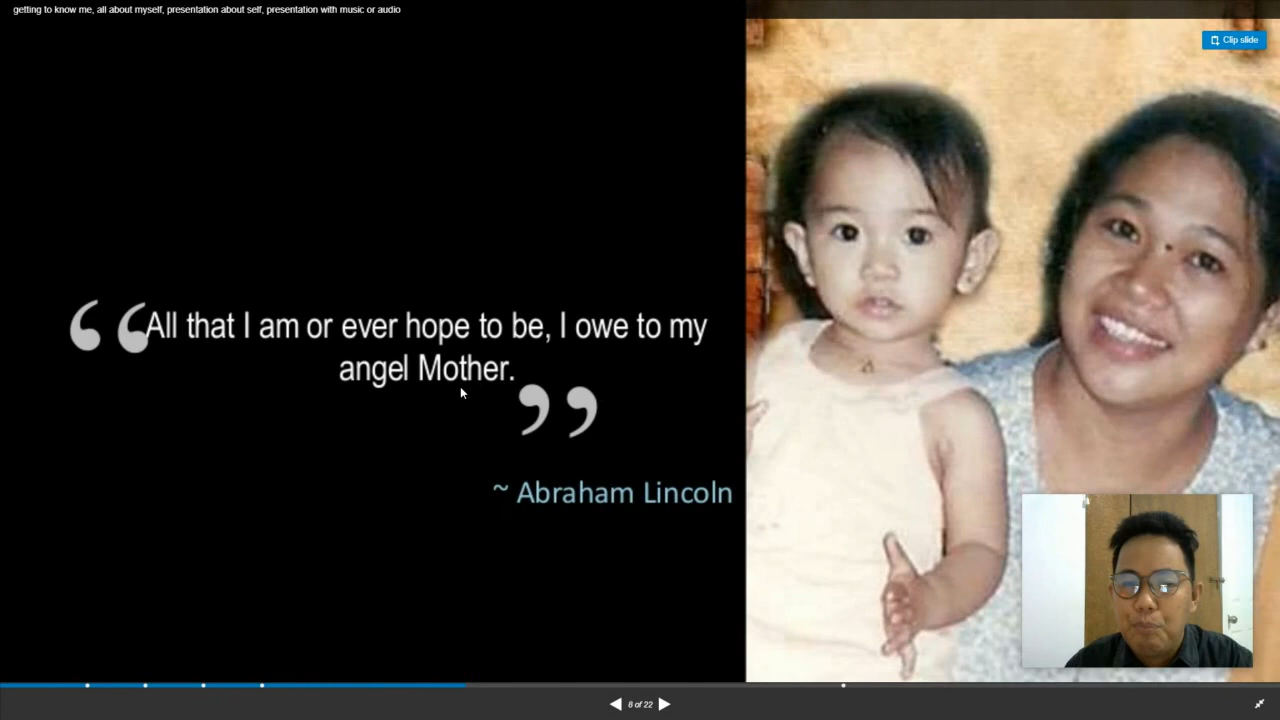 getting to know me, all about myself, presentation about self, presentation with music or audio
Clip slide
“All that I am or ever hope to be, I owe to my
angel Mother.”
~ Abraham Lincoln
8 of 22